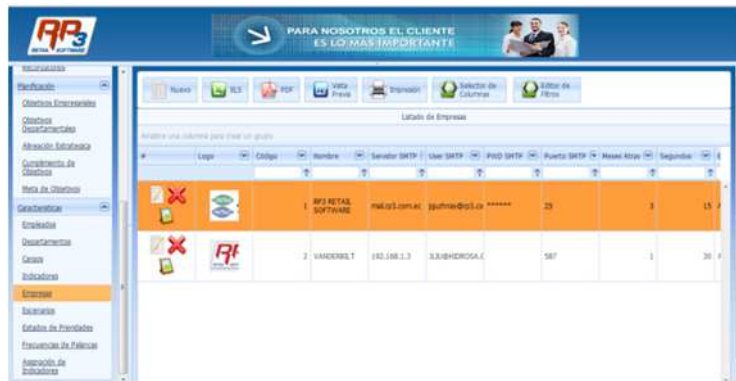 RP3
RETAIL SOFTWARE
PARA NOSOTROS EL CLIENTE
ES LO MAS IMPORTANTE
Recordatorios
Planificación
Objetivos Empresariales
Objetivos
Departamentales
Alineación Estrategica
Cumplimiento de
Objetivos
Meta de Objetivos
Características
Empleados
Departamentos
Cargos
Indicadores
Empresas
Escenarios
Estados de Prioridades
Frecuencias de Palancas
Asignación de
Indicadores
Nuevo
XLS
PDF
Vista
Previa
Impresión
Selector de
Columnas
Editor de
Filtros
Listado de Empresas
Arrastre una columna para crear un grupo
# Logo Código Nombre Servidor SMTP User SMTP PWD SMTP Puerto SMTP Meses Atras Segundos
1 RP3 RETAIL SOFTWARE mail.rp3.com.ec ****** 25 3 15
2 VANDERBILT 192.168.1.3 587 1 30